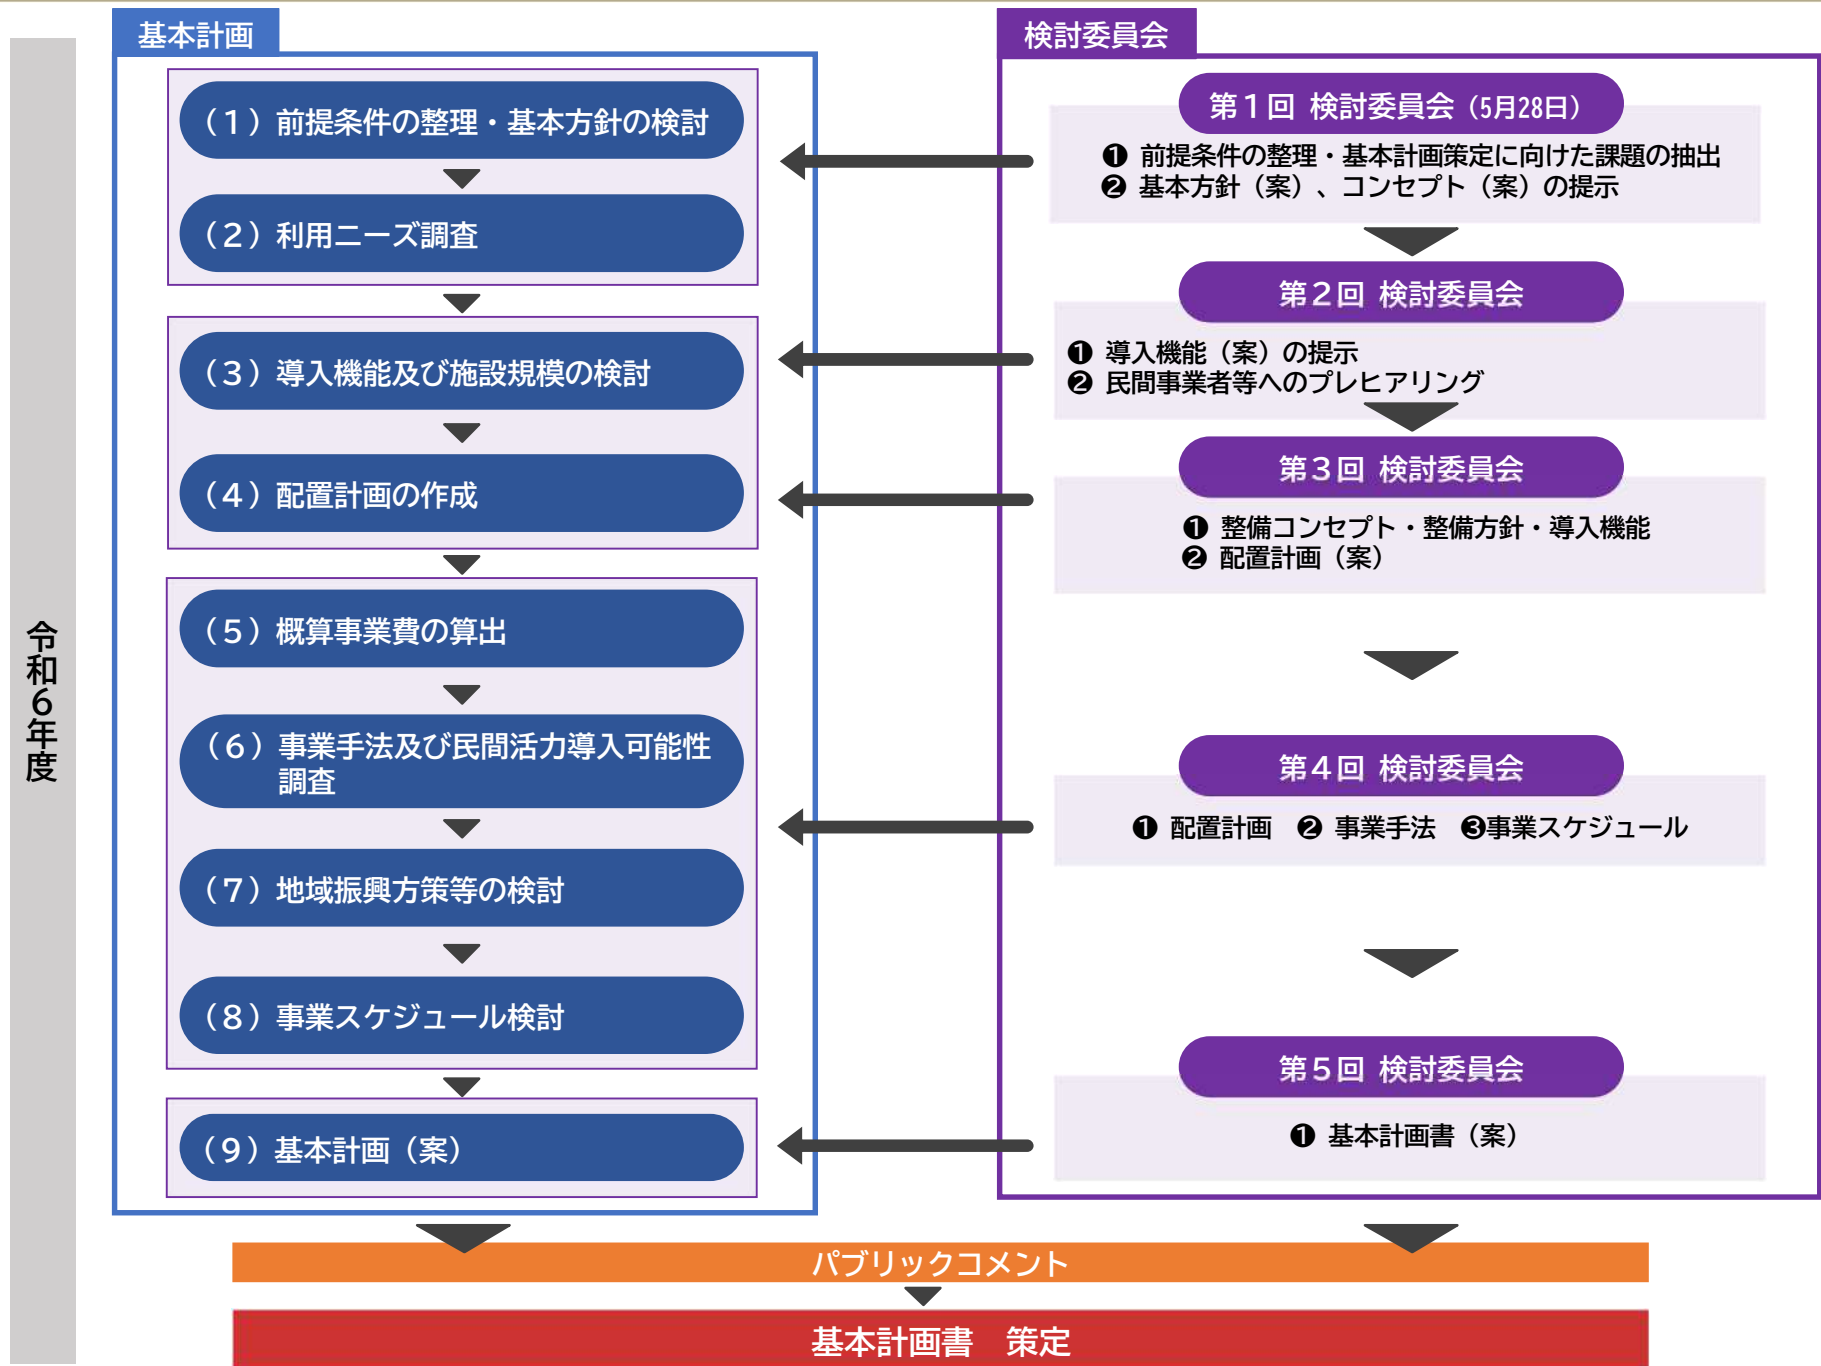 令和6年度
基本計画
（1）前提条件の整理・基本方針の検討
（2）利用ニーズ調査
（3）導入機能及び施設規模の検討
（4）配置計画の作成
（5）概算事業費の算出
（6）事業手法及び民間活力導入可能性
調査
（7）地域振興方策等の検討
（8）事業スケジュール検討
（9）基本計画（案）
検討委員会
第1回 検討委員会（5月28日）
❶ 前提条件の整理・基本計画策定に向けた課題の抽出
❷ 基本方針（案）、コンセプト（案）の提示
第2回 検討委員会
❶ 導入機能（案）の提示
❷ 民間事業者等へのプレヒアリング
第3回 検討委員会
❶ 整備コンセプト・整備方針・導入機能
❷ 配置計画（案）
第4回 検討委員会
❶ 配置計画　❷ 事業手法　❸事業スケジュール
第5回 検討委員会
❶ 基本計画書（案）
パブリックコメント
基本計画書　策定